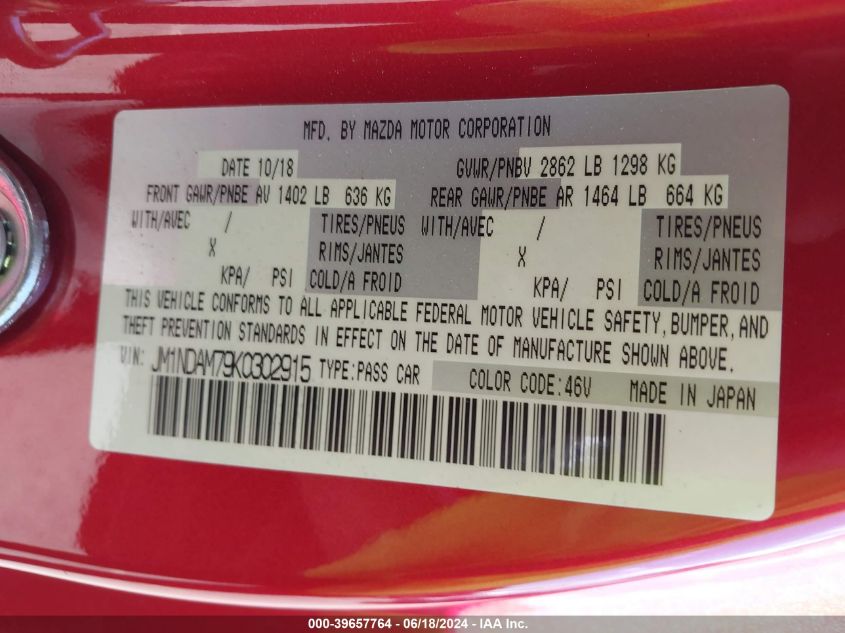 MFD. BY MAZDA MOTOR CORPORATION
DATE 10/18 GVWR/PNBV 2862 LB 1298 KG
FRONT GAWR/PNBE AV 1402 LB 636 KG REAR GAWR/PNBE AR 1464 LB 664 KG
WITH/AVEC / TIRES/PNEUS WITH/AVEC / TIRES/PNEUS
X RIMS/JANTES X RIMS/JANTES
KPA/ PSI COLD/A FROID KPA/ PSI COLD/A FROID
THIS VEHICLE CONFORMS TO ALL APPLICABLE FEDERAL MOTOR VEHICLE SAFETY, BUMPER, AND
THEFT PREVENTION STANDARDS IN EFFECT ON THE DATE OF MANUFACTURE SHOWN ABOVE.
VIN: JM1NDAM79K0302915 TYPE:PASS CAR COLOR CODE:46V MADE IN JAPAN
000-39657764 - 06/18/2024 - IAA Inc.